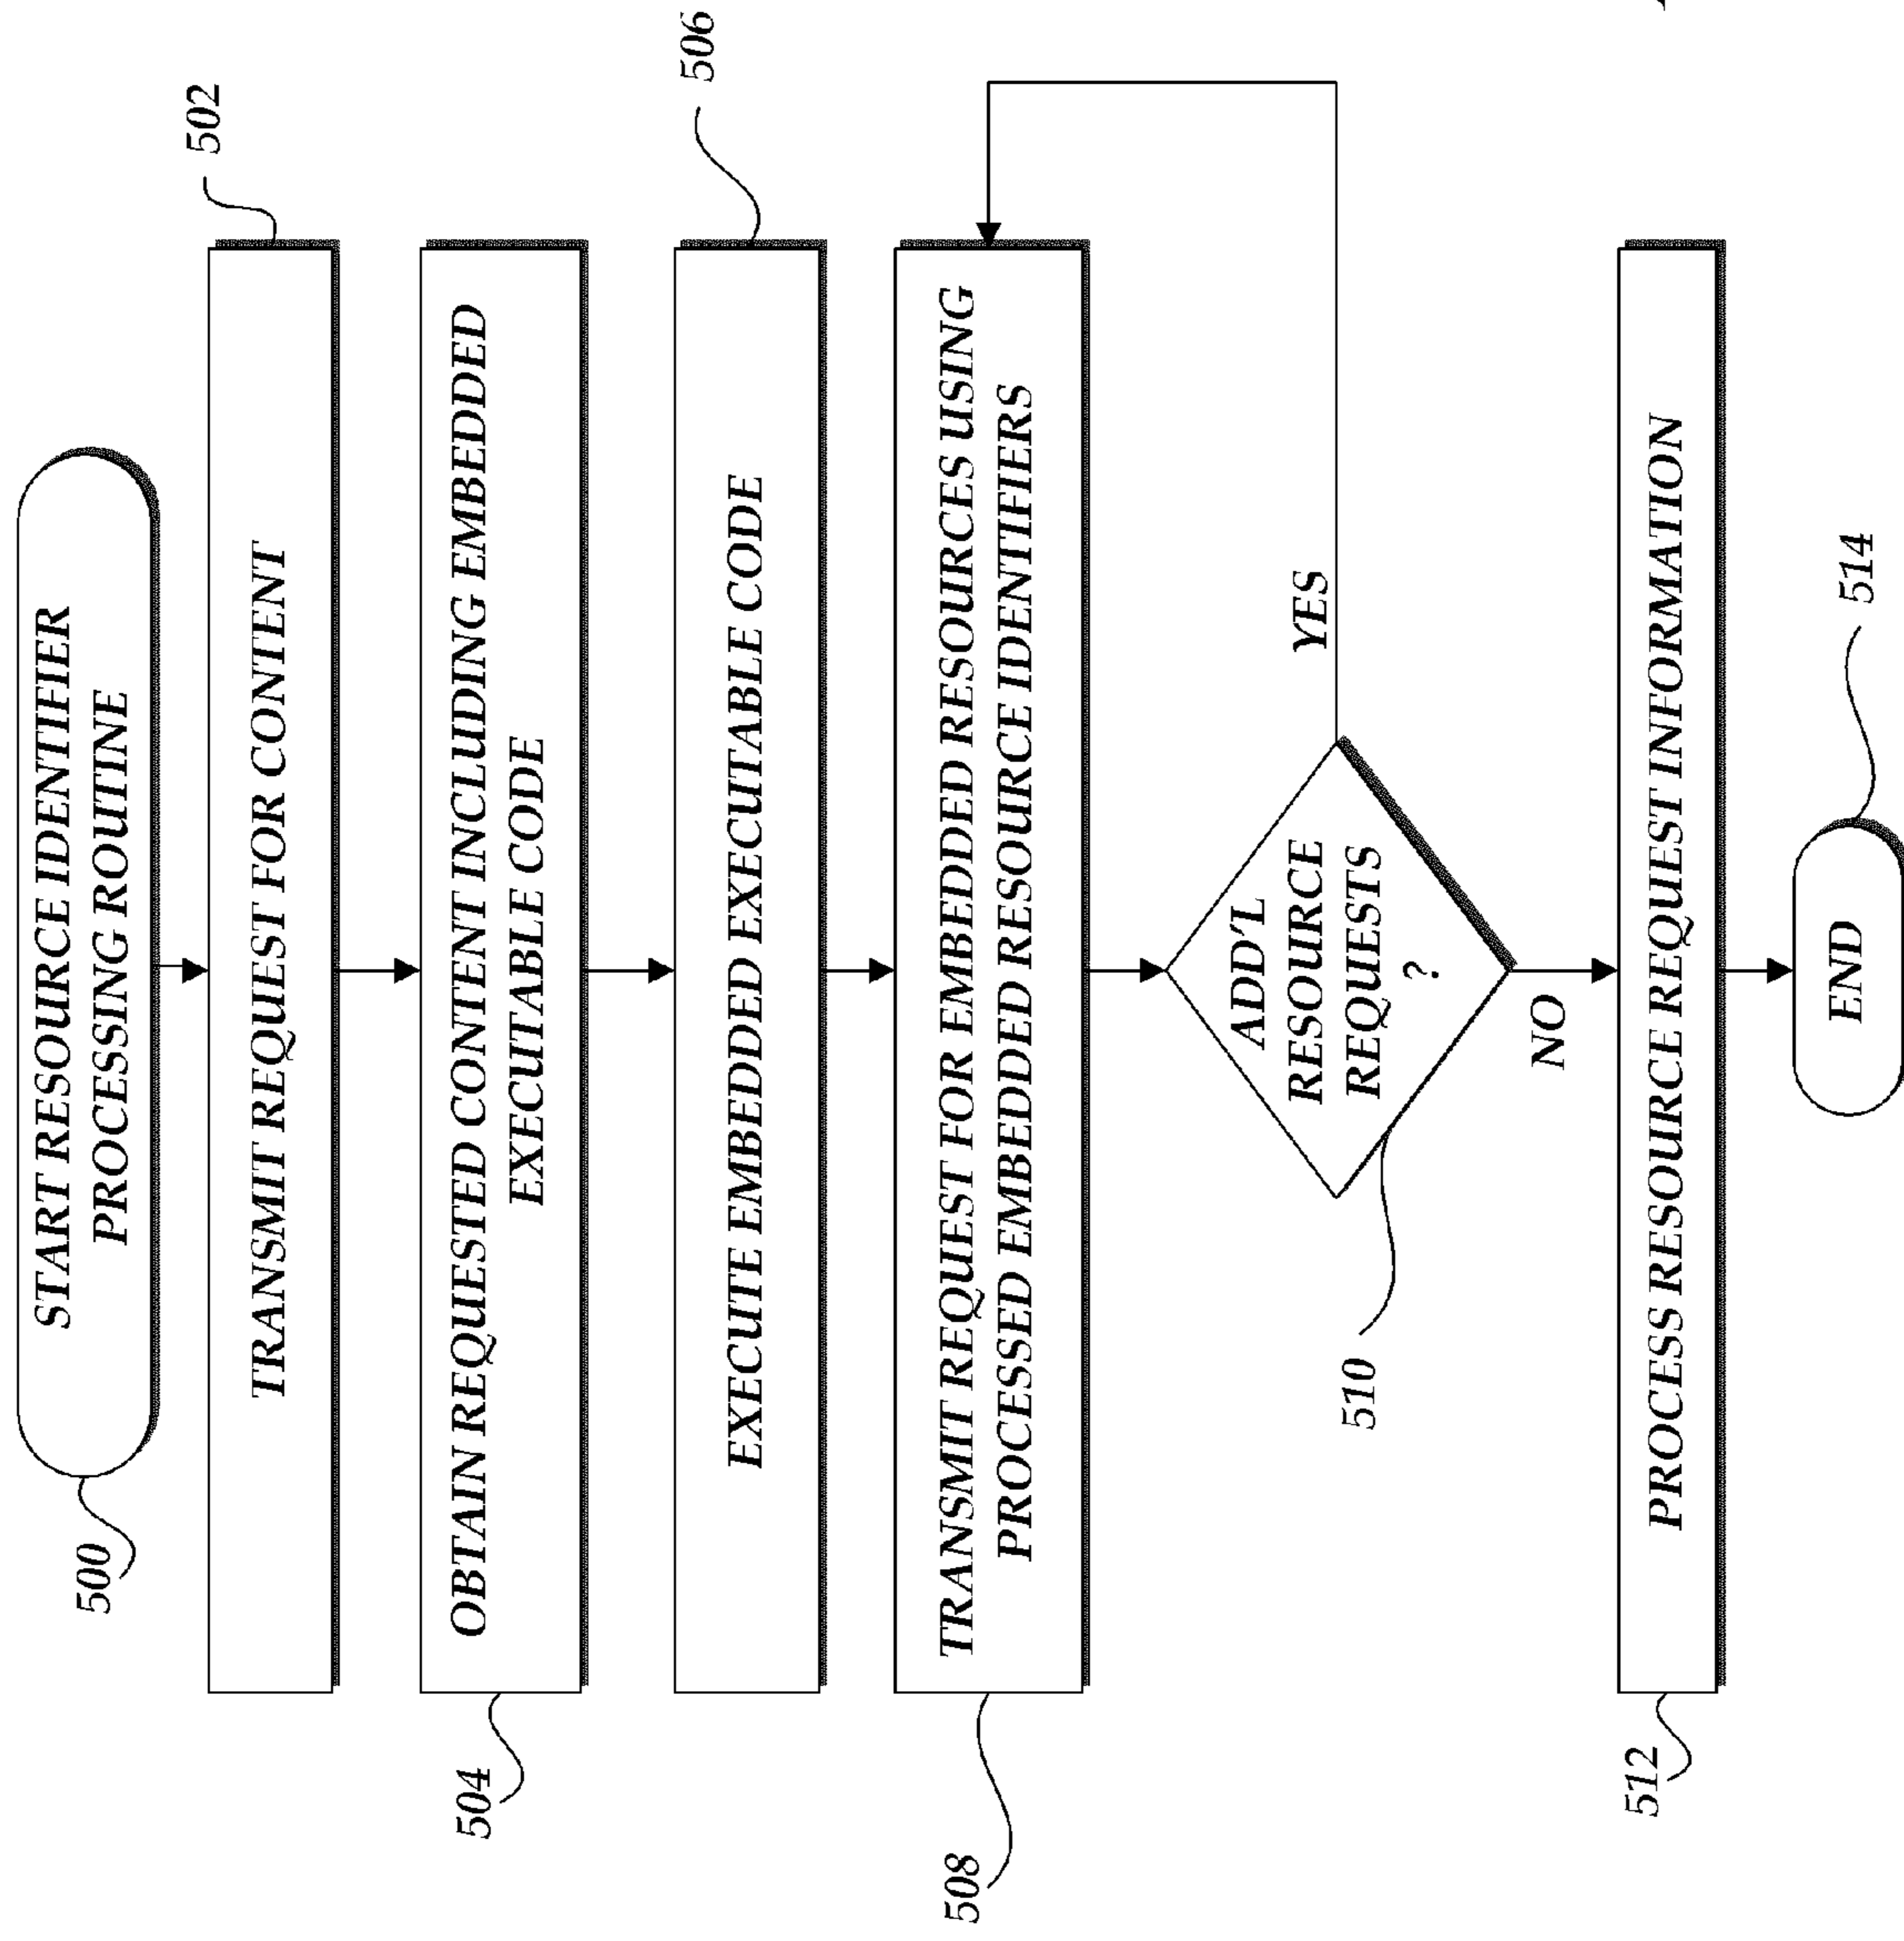 500
START RESOURCE IDENTIFIER
PROCESSING ROUTINE
502
TRANSMIT REQUEST FOR CONTENT
504
OBTAIN REQUESTED CONTENT INCLUDING EMBEDDED
EXECUTABLE CODE
506
EXECUTE EMBEDDED EXECUTABLE CODE
508
TRANSMIT REQUEST FOR EMBEDDED RESOURCES USING
PROCESSED EMBEDDED RESOURCE IDENTIFIERS
510
ADD'L
RESOURCE
REQUESTS
?
YES
NO
512
PROCESS RESOURCE REQUEST INFORMATION
514
END